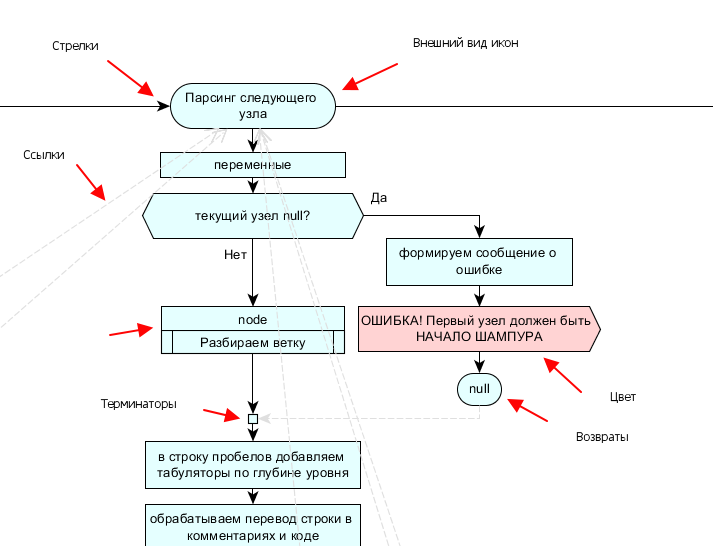 Стрелки
Внешний вид икон
Парсинг следующего
узла
Ссылки
переменные
Да
текущий узел null?
Нет
формируем сообщение о
ошибке
node
Разбираем ветку
ОШИБКА! Первый узел должен быть
НАЧАЛО ШАМПУРА
null
Цвет
Терминаторы
Возвраты
в строку пробелов добавляем
табуляторы по глубине уровня
обрабатываем перевод строки в
комментариях и коде